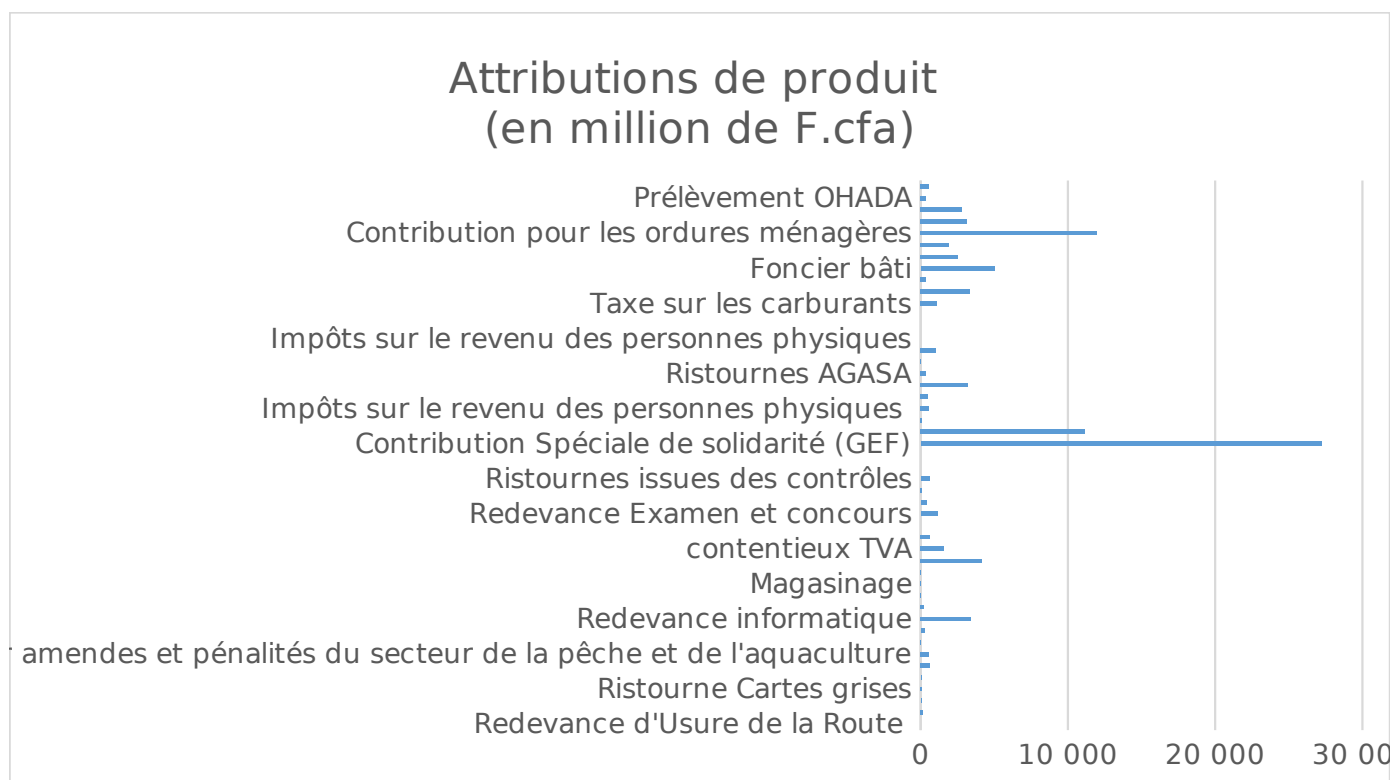 Attributions de produit
(en million de F.cfa)
Prélèvement OHADA
Contribution pour les ordures ménagères
Foncier bâti
Taxe sur les carburants
Impôts sur le revenu des personnes physiques
Ristournes AGASA
Impôts sur le revenu des personnes physiques
Contribution Spéciale de solidarité (GEF)
Ristournes issues des contrôles
Redevance Examen et concours
contentieux TVA
Magasinage
Redevance informatique
amendes et pénalités du secteur de la pêche et de l'aquaculture
Ristourne Cartes grises
Redevance d'Usure de la Route
0 10 000 20 000 30 00